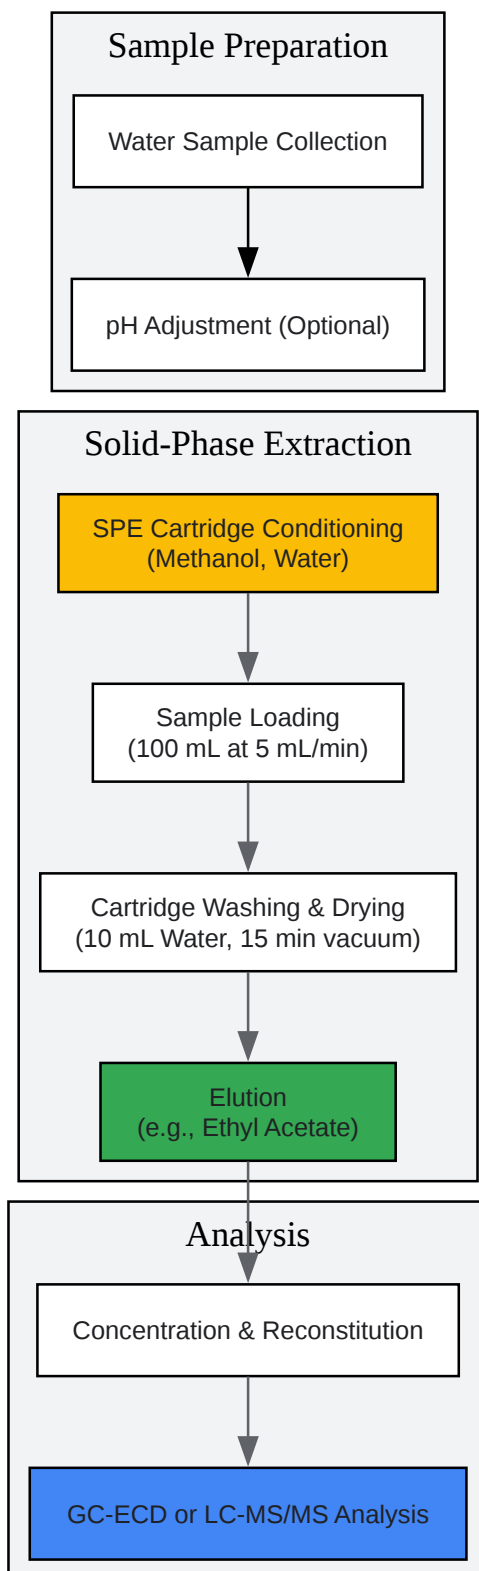 Sample Preparation
Water Sample Collection
pH Adjustment (Optional)
Solid-Phase Extraction
SPE Cartridge Conditioning
(Methanol, Water)
Sample Loading
(100 mL at 5 mL/min)
Cartridge Washing & Drying
(10 mL Water, 15 min vacuum)
Elution
(e.g., Ethyl Acetate)
Analysis
Concentration & Reconstitution
GC-ECD or LC-MS/MS Analysis